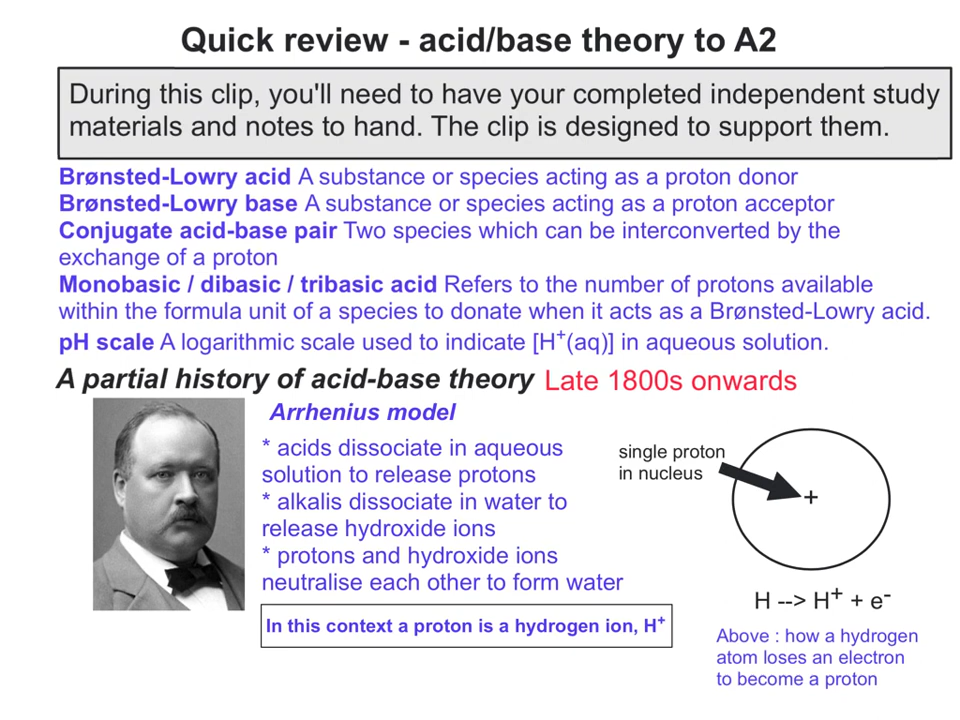 Quick review - acid/base theory to A2
During this clip, you'll need to have your completed independent study
materials and notes to hand. The clip is designed to support them.
Brønsted-Lowry acid A substance or species acting as a proton donor
Brønsted-Lowry base A substance or species acting as a proton acceptor
Conjugate acid-base pair Two species which can be interconverted by the
exchange of a proton
Monobasic / dibasic / tribasic acid Refers to the number of protons available
within the formula unit of a species to donate when it acts as a Brønsted-Lowry acid.
pH scale A logarithmic scale used to indicate [H⁺(aq)] in aqueous solution.
A partial history of acid-base theory Late 1800s onwards
Arrhenius model
* acids dissociate in aqueous
solution to release protons
* alkalis dissociate in water to
release hydroxide ions
* protons and hydroxide ions
neutralise each other to form water
In this context a proton is a hydrogen ion, H⁺
single proton
in nucleus
+
H --> H⁺ + e⁻
Above : how a hydrogen
atom loses an electron
to become a proton